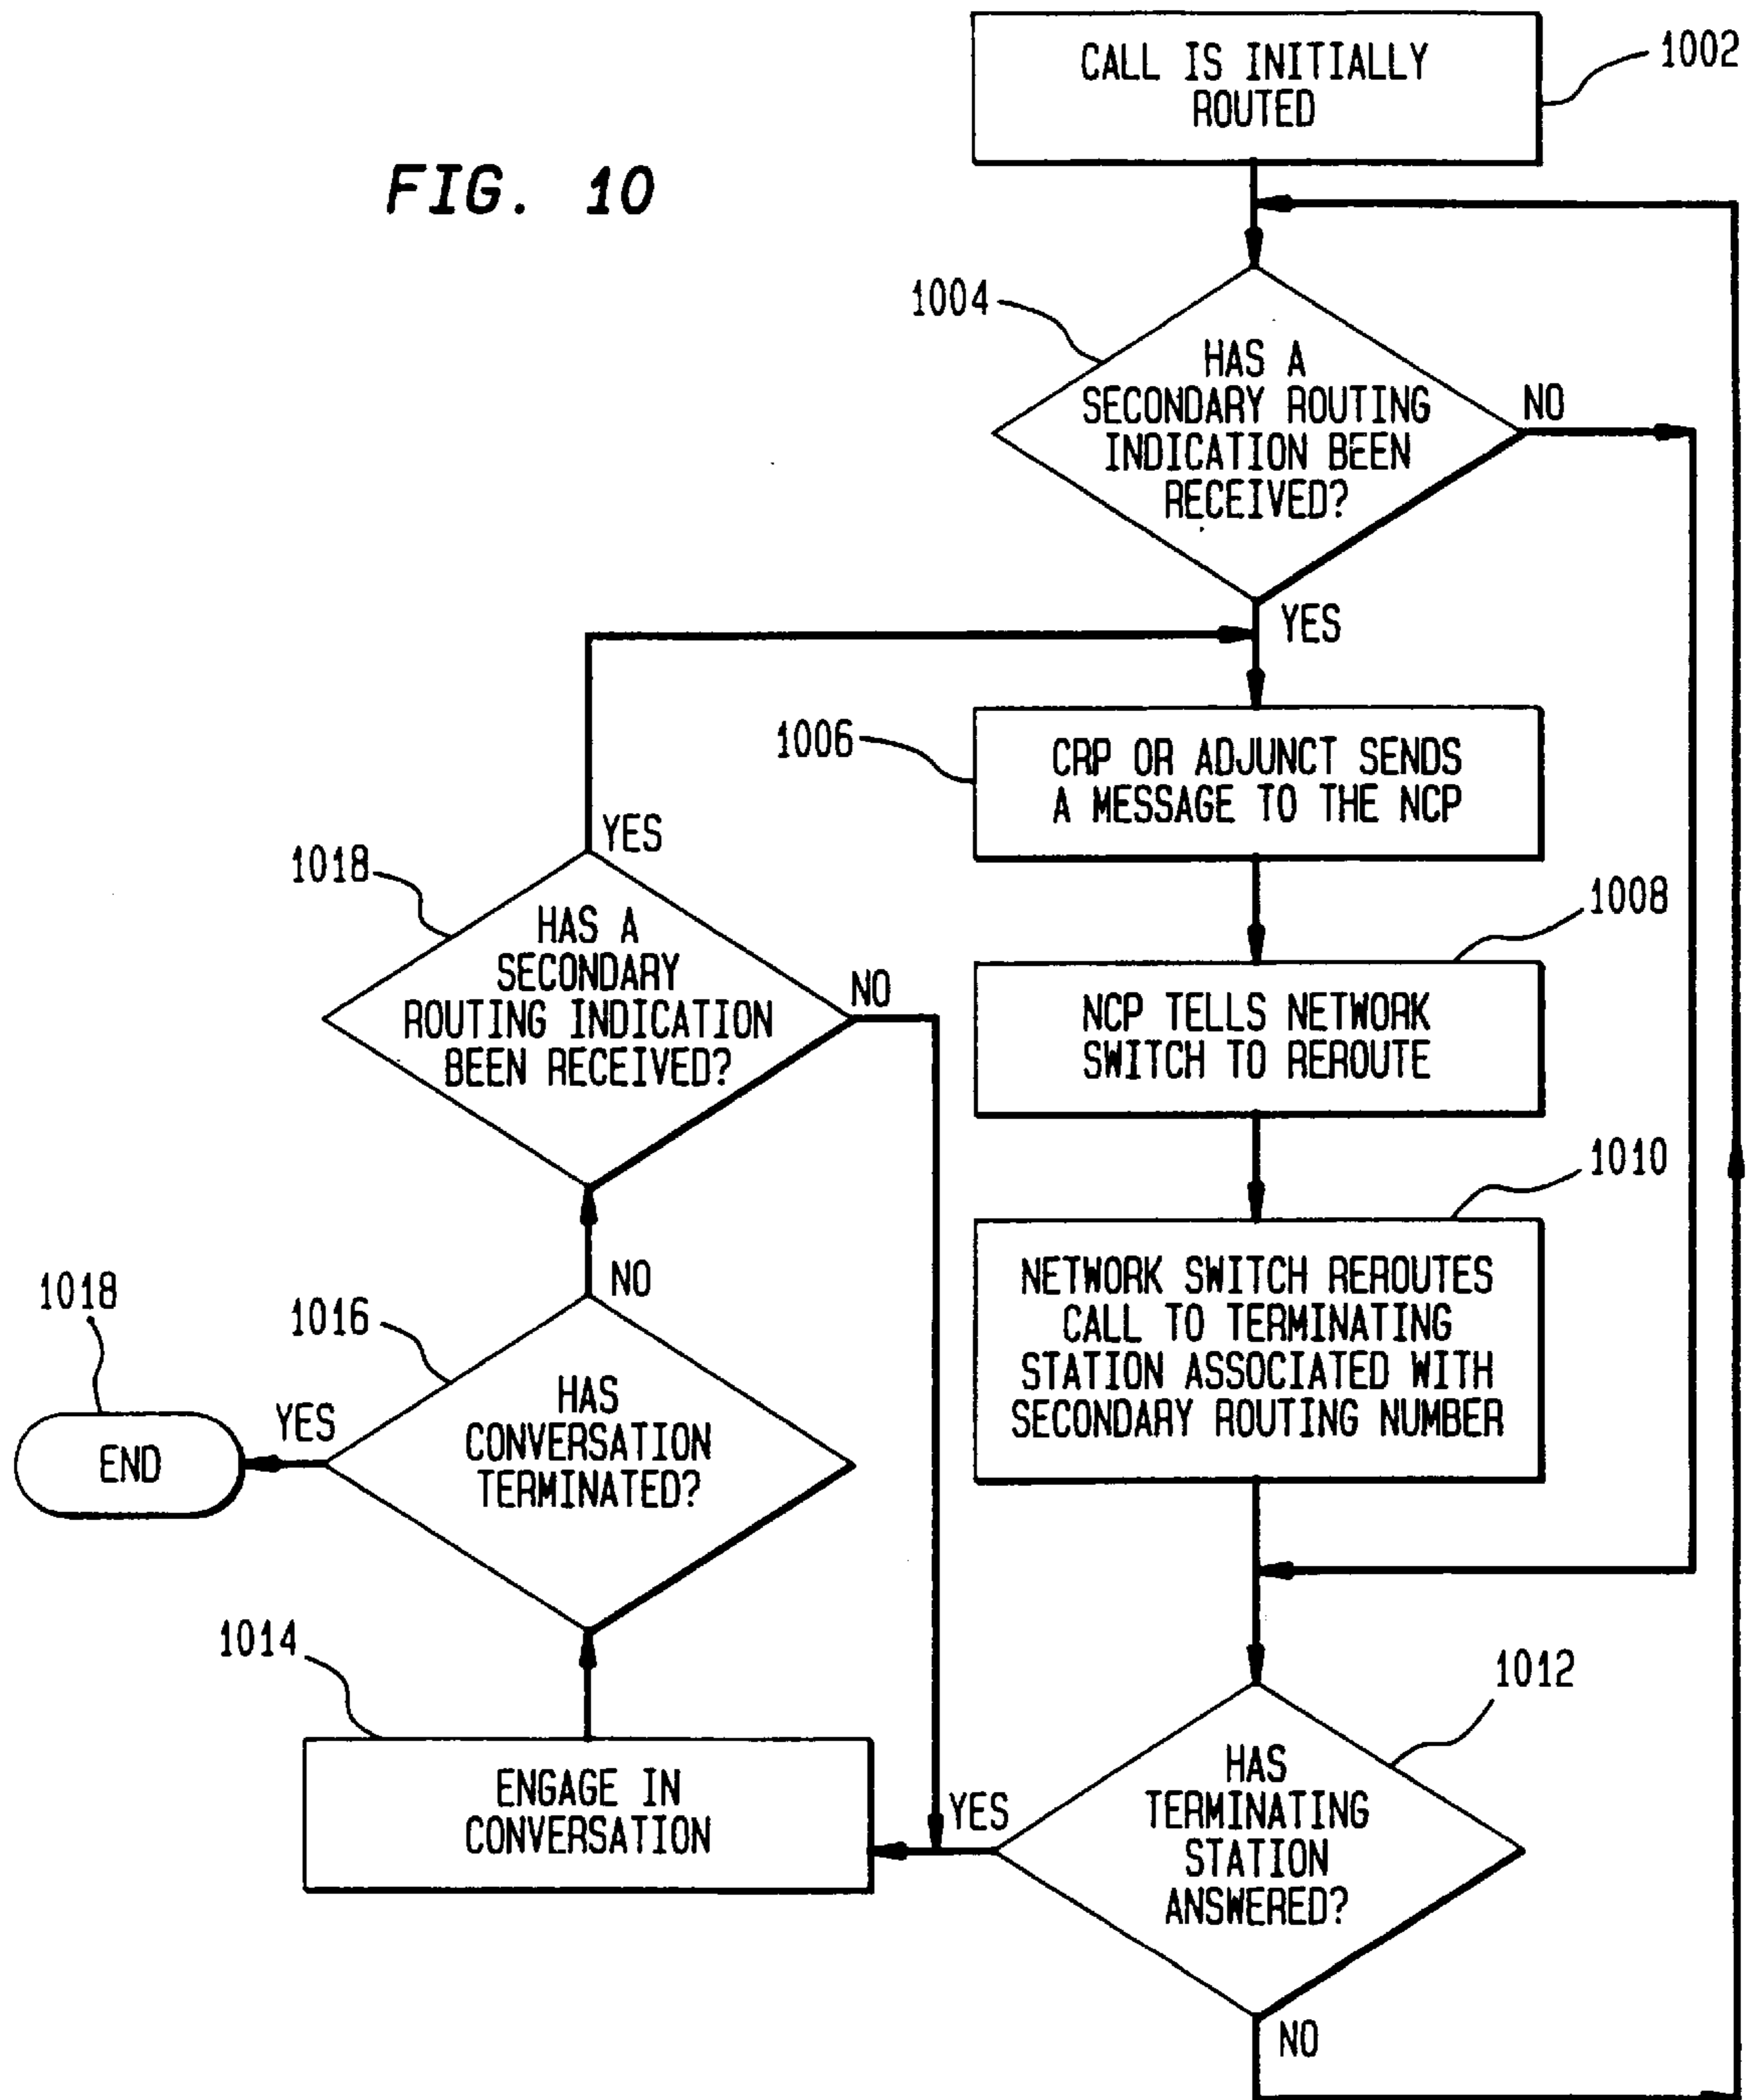 FIG. 10
CALL IS INITIALLY
ROUTED
1002
1004
HAS A
SECONDARY ROUTING
INDICATION BEEN
RECEIVED?
NO
YES
1006
CRP OR ADJUNCT SENDS
A MESSAGE TO THE NCP
1008
NCP TELLS NETWORK
SWITCH TO REROUTE
1010
NETWORK SWITCH REROUTES
CALL TO TERMINATING
STATION ASSOCIATED WITH
SECONDARY ROUTING NUMBER
1012
HAS
TERMINATING
STATION
ANSWERED?
YES
NO
1014
ENGAGE IN
CONVERSATION
1016
HAS
CONVERSATION
TERMINATED?
YES
NO
1018
END
1018
HAS A
SECONDARY
ROUTING INDICATION
BEEN RECEIVED?
YES
NO